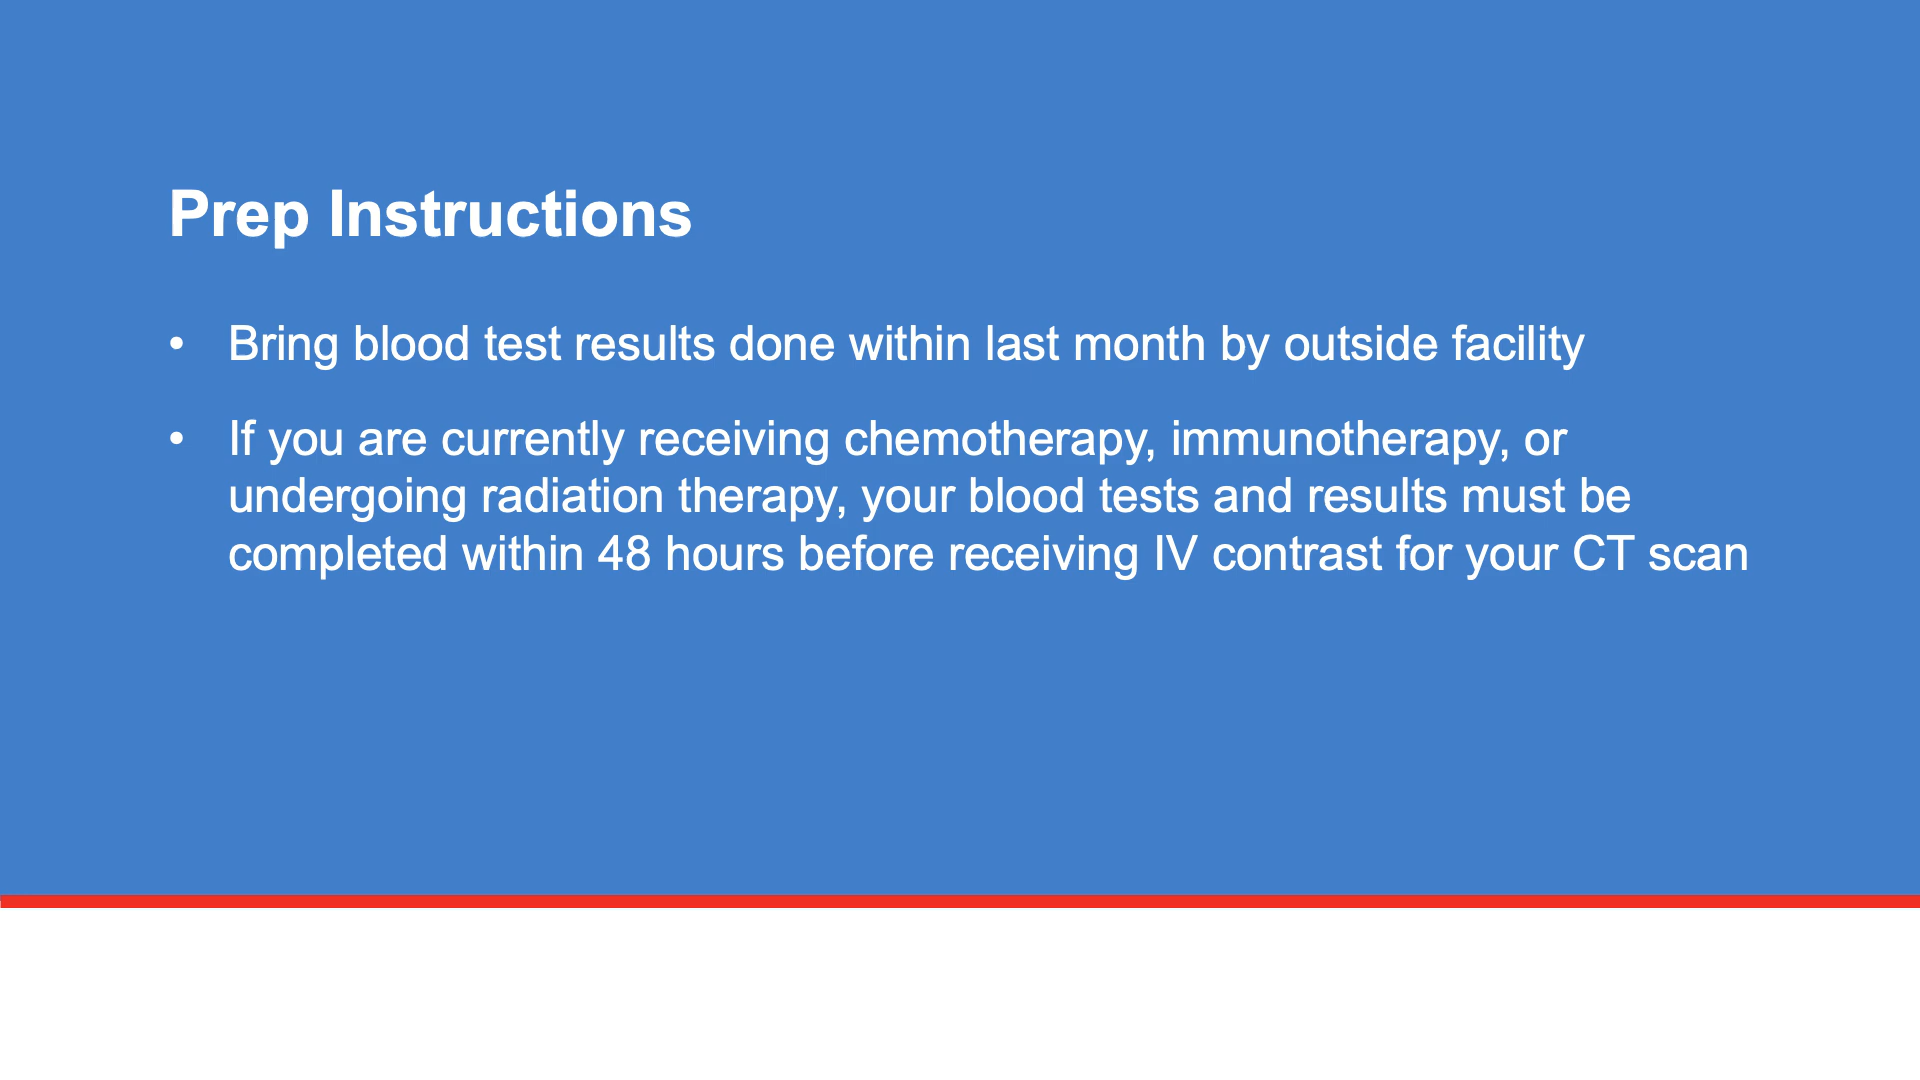 Prep Instructions
• Bring blood test results done within last month by outside facility
• If you are currently receiving chemotherapy, immunotherapy, or
undergoing radiation therapy, your blood tests and results must be
completed within 48 hours before receiving IV contrast for your CT scan